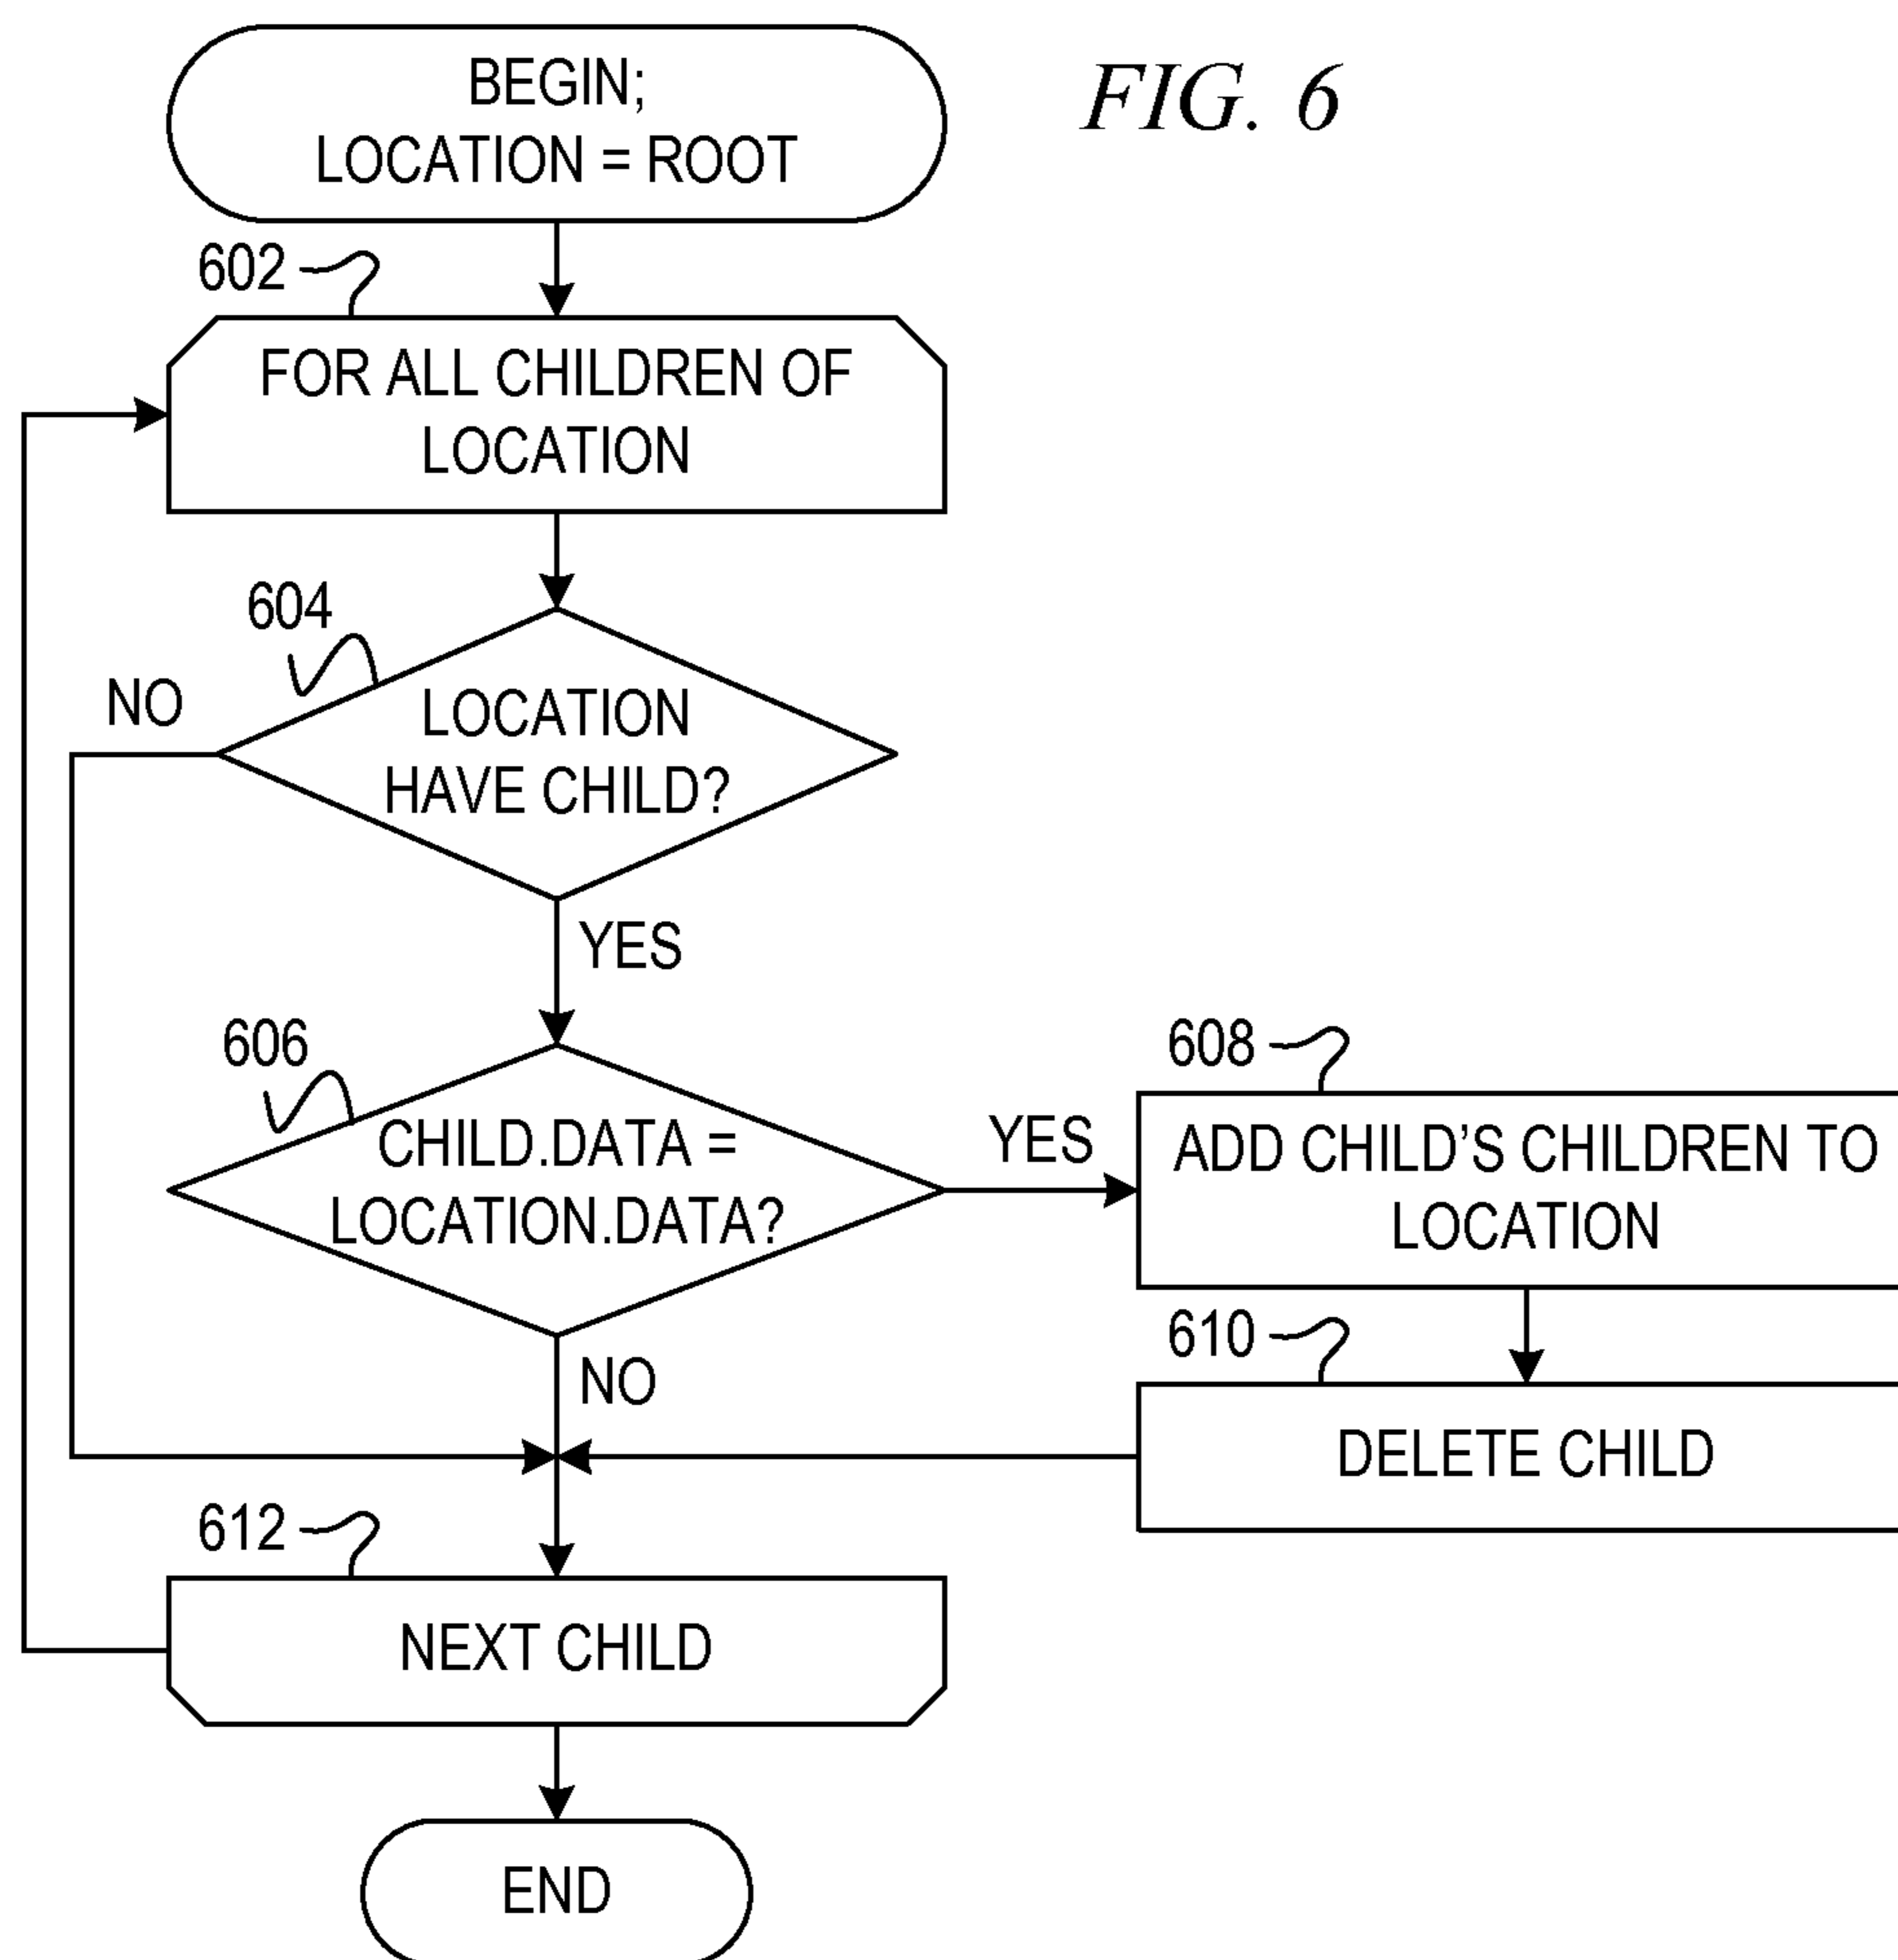 BEGIN;
LOCATION = ROOT
FIG. 6
602
FOR ALL CHILDREN OF
LOCATION
604
NO
LOCATION
HAVE CHILD?
YES
606
CHILD.DATA =
LOCATION.DATA?
YES
608
ADD CHILD'S CHILDREN TO
LOCATION
610
DELETE CHILD
NO
612
NEXT CHILD
END